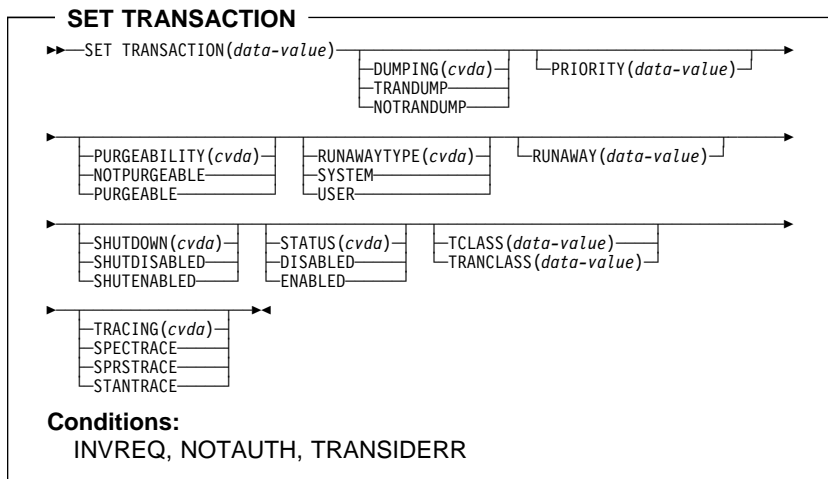 SET TRANSACTION
SET TRANSACTION(data-value)
DUMPING(cvda)
TRANDUMP
NOTRANDUMP
PRIORITY(data-value)
PURGEABILITY(cvda)
NOTPURGEABLE
PURGEABLE
RUNAWAYTYPE(cvda)
SYSTEM
USER
RUNAWAY(data-value)
SHUTDOWN(cvda)
SHUTDISABLED
SHUTENABLED
STATUS(cvda)
DISABLED
ENABLED
TCLASS(data-value)
TRANCLASS(data-value)
TRACING(cvda)
SPECTRACE
SPRSTRACE
STANTRACE
Conditions:
INVREQ, NOTAUTH, TRANSIDERR